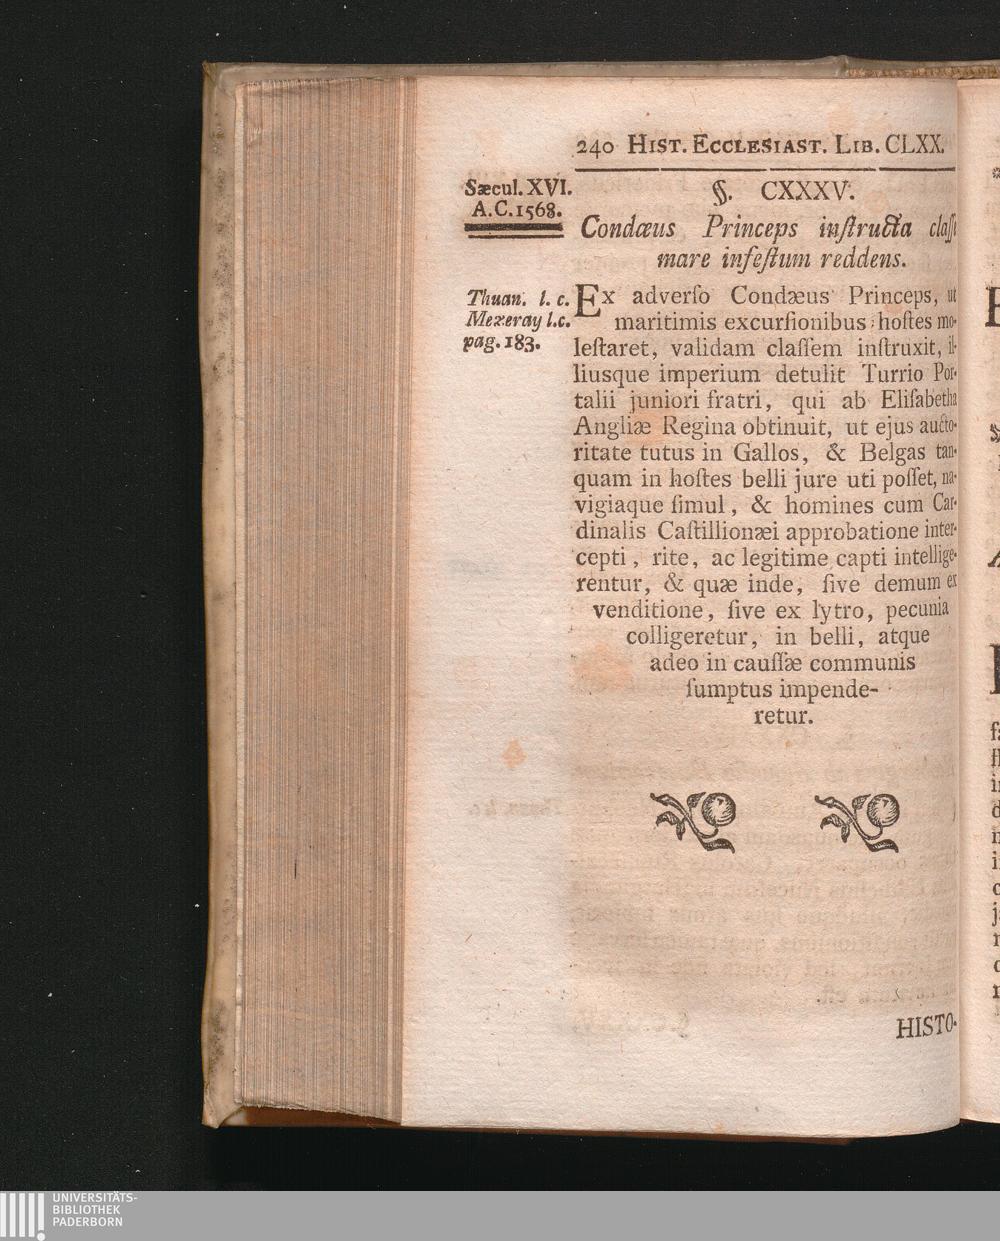 240 HIST. ECCLESIAST. LIB. CLXX.
Sæcul. XVI.
A.C.1568.
§. CXXXV.
Condæus Princeps inſtructa claſſi
mare infeſtum reddens.
Thuan. l. c.
Mezeray l.c.
pag. 183.
Ex adverſo Condæus Princeps, ut
maritimis excurſionibus hoſtes mo-
leſtaret, validam claſſem inſtruxit, il-
liusque imperium detulit Turrio Por-
talii juniori fratri, qui ab Eliſabetha
Angliæ Regina obtinuit, ut ejus aucto-
ritate tutus in Gallos, & Belgas tan-
quam in hoſtes belli jure uti poſſet, na-
vigiaque ſimul, & homines cum Car-
dinalis Caſtillionæi approbatione inter-
cepti, rite, ac legitime capti intellige-
rentur, & quæ inde, ſive demum ex
venditione, ſive ex lytro, pecunia
colligeretur, in belli, atque
adeo in cauſſæ communis
ſumptus impende-
retur.
HISTO-
UNIVERSITÄTS-
BIBLIOTHEK
PADERBORN